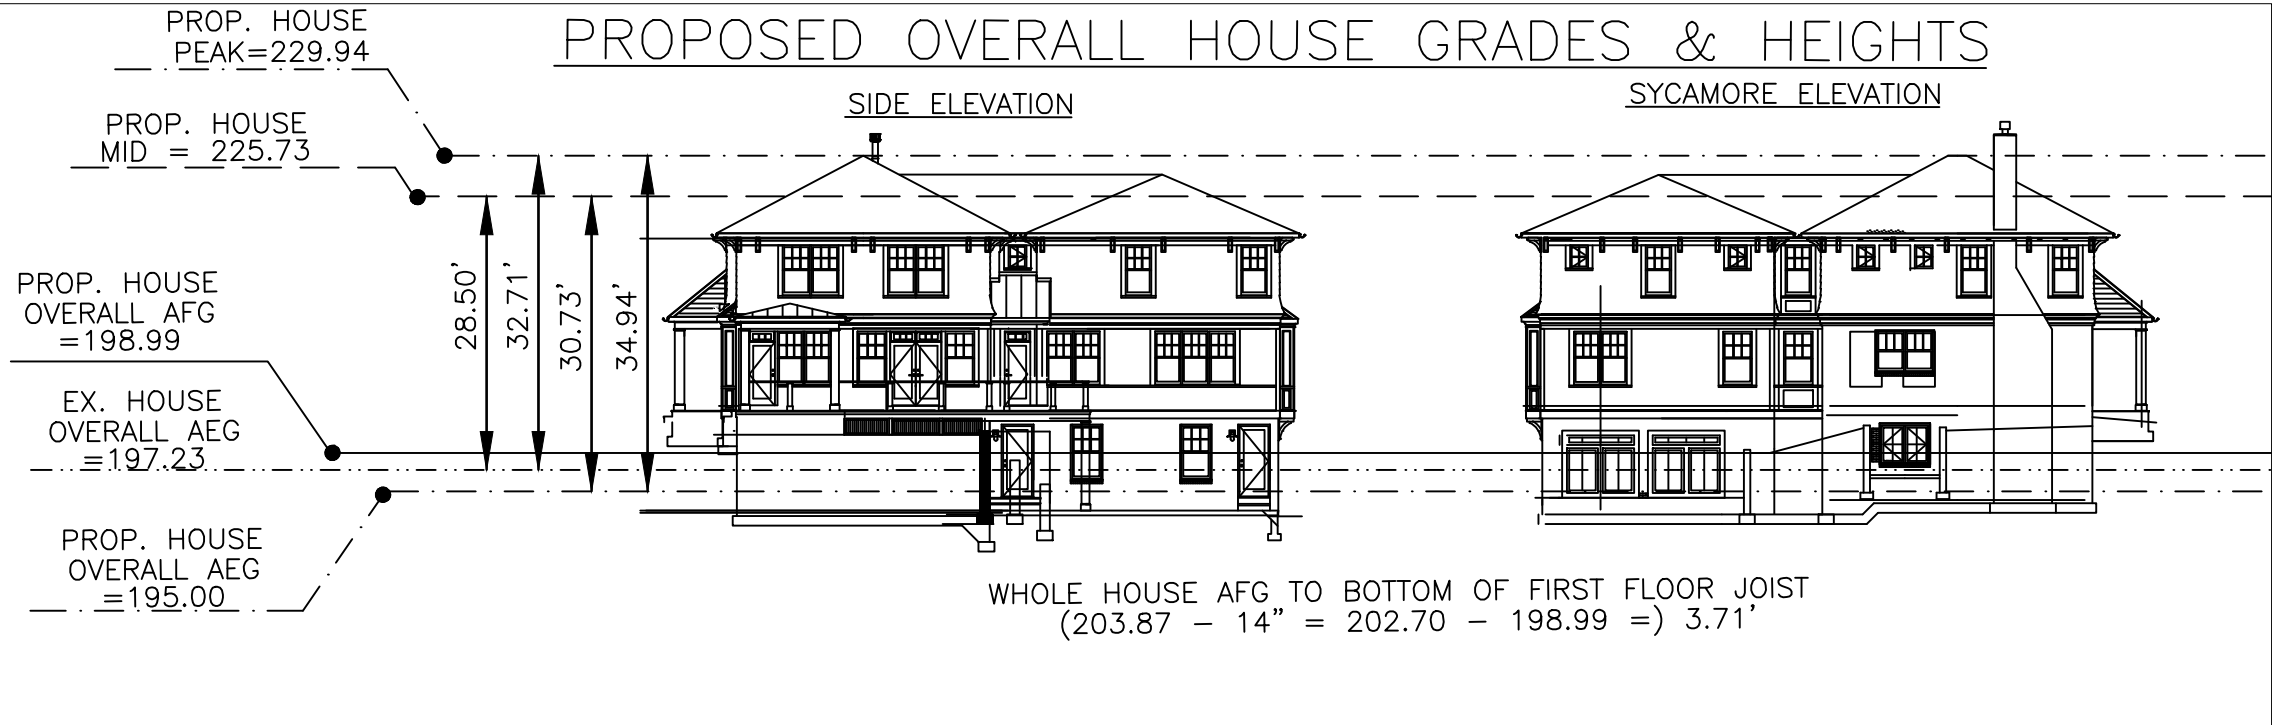 PROPOSED OVERALL HOUSE GRADES & HEIGHTS
PROP. HOUSE
PEAK=229.94
PROP. HOUSE
MID = 225.73
PROP. HOUSE
OVERALL AFG
=198.99
EX. HOUSE
OVERALL AEG
=197.23
PROP. HOUSE
OVERALL AEG
=195.00
28.50'
32.71'
30.73'
34.94'
SIDE ELEVATION
SYCAMORE ELEVATION
WHOLE HOUSE AFG TO BOTTOM OF FIRST FLOOR JOIST
(203.87 - 14" = 202.70 - 198.99 =) 3.71'